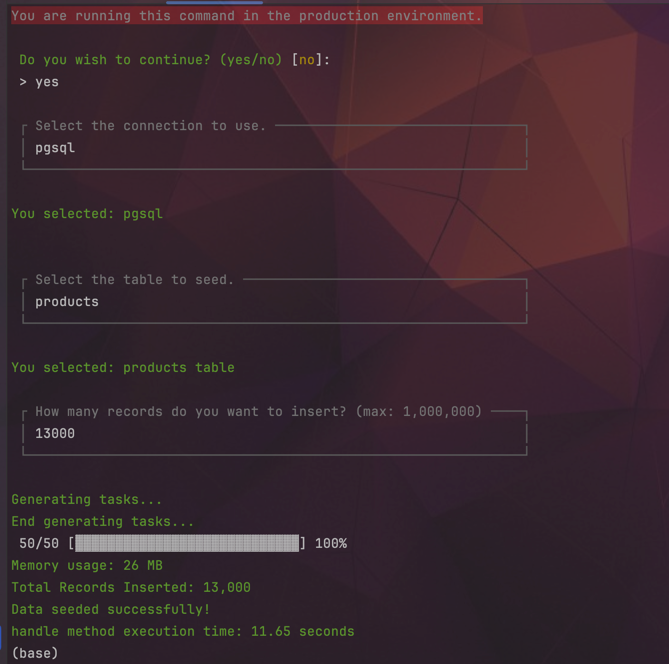 You are running this command in the production environment.
Do you wish to continue? (yes/no) [no]:
> yes
Select the connection to use.
pgsql
You selected: pgsql
Select the table to seed.
products
You selected: products table
How many records do you want to insert? (max: 1,000,000)
13000
Generating tasks...
End generating tasks...
50/50 [▓▓▓▓▓▓▓▓▓▓▓▓▓▓▓▓▓▓▓▓▓▓▓▓▓▓▓▓] 100%
Memory usage: 26 MB
Total Records Inserted: 13,000
Data seeded successfully!
handle method execution time: 11.65 seconds
(base)